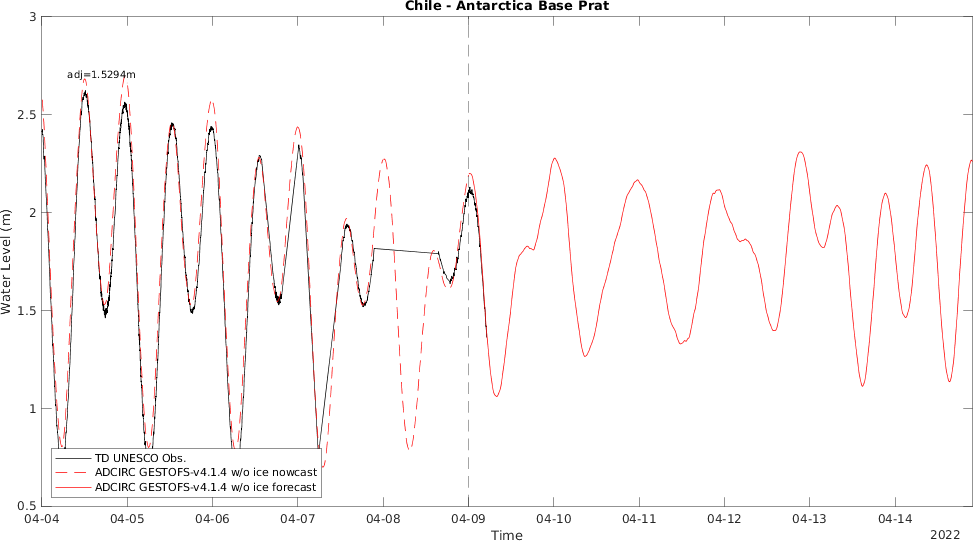 Chile - Antarctica Base Prat
3
adj=1.5294m
2.5
2
Water Level (m)
1.5
1
TD UNESCO Obs.
ADCIRC GESTOFS-v4.1.4 w/o ice nowcast
ADCIRC GESTOFS-v4.1.4 w/o ice forecast
0.5
04-04 04-05 04-06 04-07 04-08 04-09 04-10 04-11 04-12 04-13 04-14
Time
2022